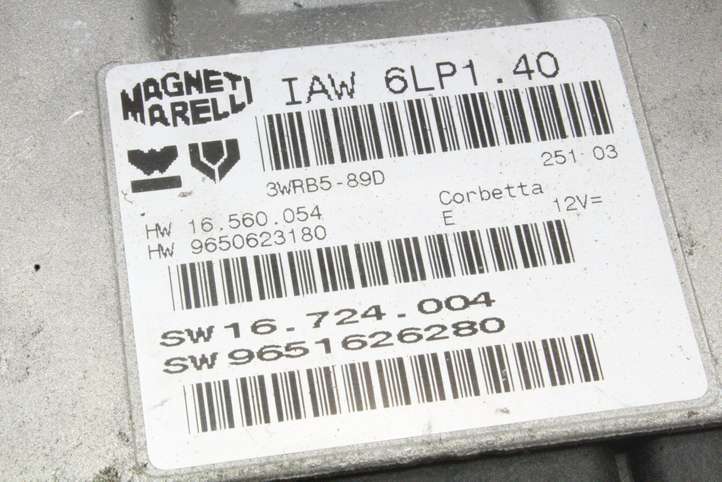 MAGNETI
MARELLI
IAW 6LP1.40
3WRB5-89D
251 03
HW 16.560.054
Corbetta
HW 9650623180
E
12V=
SW 16.724.004
SW 9651626280